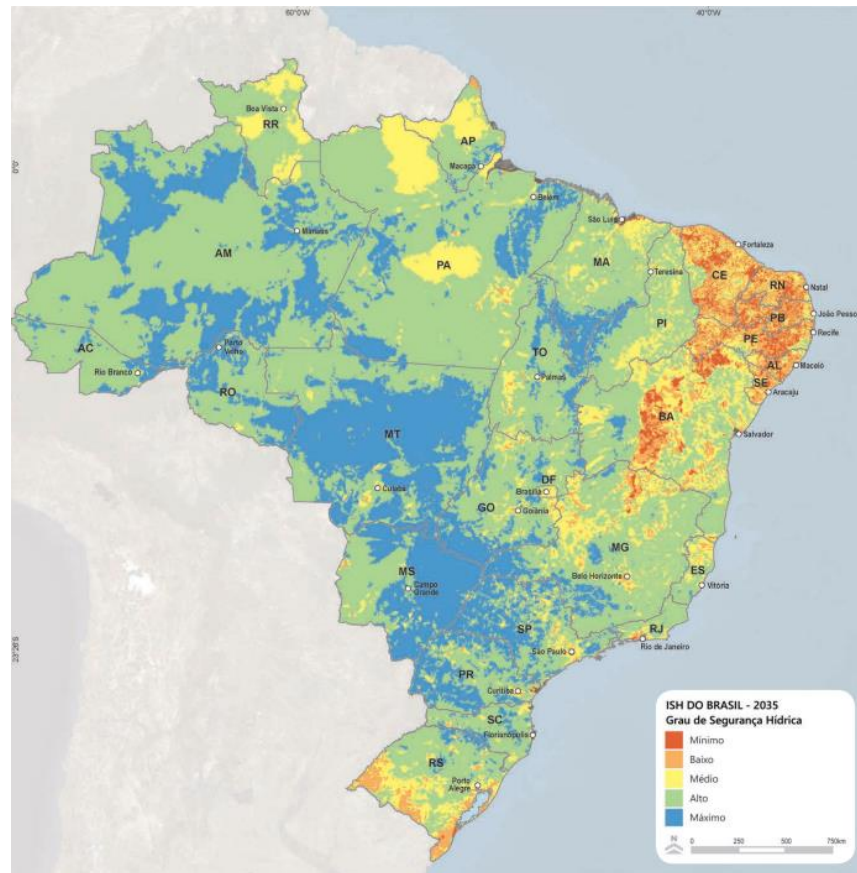 60°0'W
40°0'W
Boa Vista
RR
AP
Macapá
0°0'
Belém
São Luís
Fortaleza
Manaus
AM
PA
MA
Teresina
CE
RN
Natal
PB
João Pessoa
PI
PE
Recife
AC
Porto Velho
TO
AL
Maceió
Rio Branco
Palmas
SE
Aracaju
RO
BA
MT
Salvador
Cuiabá
DF
Brasília
GO
Goiânia
MG
MS
Belo Horizonte
ES
Campo
Grande
Vitória
SP
RJ
23°26'S
São Paulo
Rio de Janeiro
PR
Curitiba
SC
Florianópolis
RS
Porto
Alegre
ISH DO BRASIL - 2035
Grau de Segurança Hídrica
Mínimo
Baixo
Médio
Alto
Máximo
N
0 250 500 750km